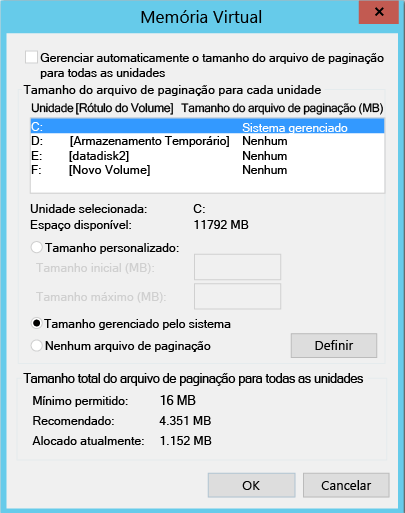 Memória Virtual
Gerenciar automaticamente o tamanho do arquivo de paginação
para todas as unidades
Tamanho do arquivo de paginação para cada unidade
Unidade [Rótulo do Volume] Tamanho do arquivo de paginação (MB)
C: Sistema gerenciado
D: [Armazenamento Temporário] Nenhum
E: [datadisk2] Nenhum
F: [Novo Volume] Nenhum
Unidade selecionada: C:
Espaço disponível: 11792 MB
Tamanho personalizado:
Tamanho inicial (MB):
Tamanho máximo (MB):
Tamanho gerenciado pelo sistema
Nenhum arquivo de paginação Definir
Tamanho total do arquivo de paginação para todas as unidades
Mínimo permitido: 16 MB
Recomendado: 4.351 MB
Alocado atualmente: 1.152 MB
OK Cancelar